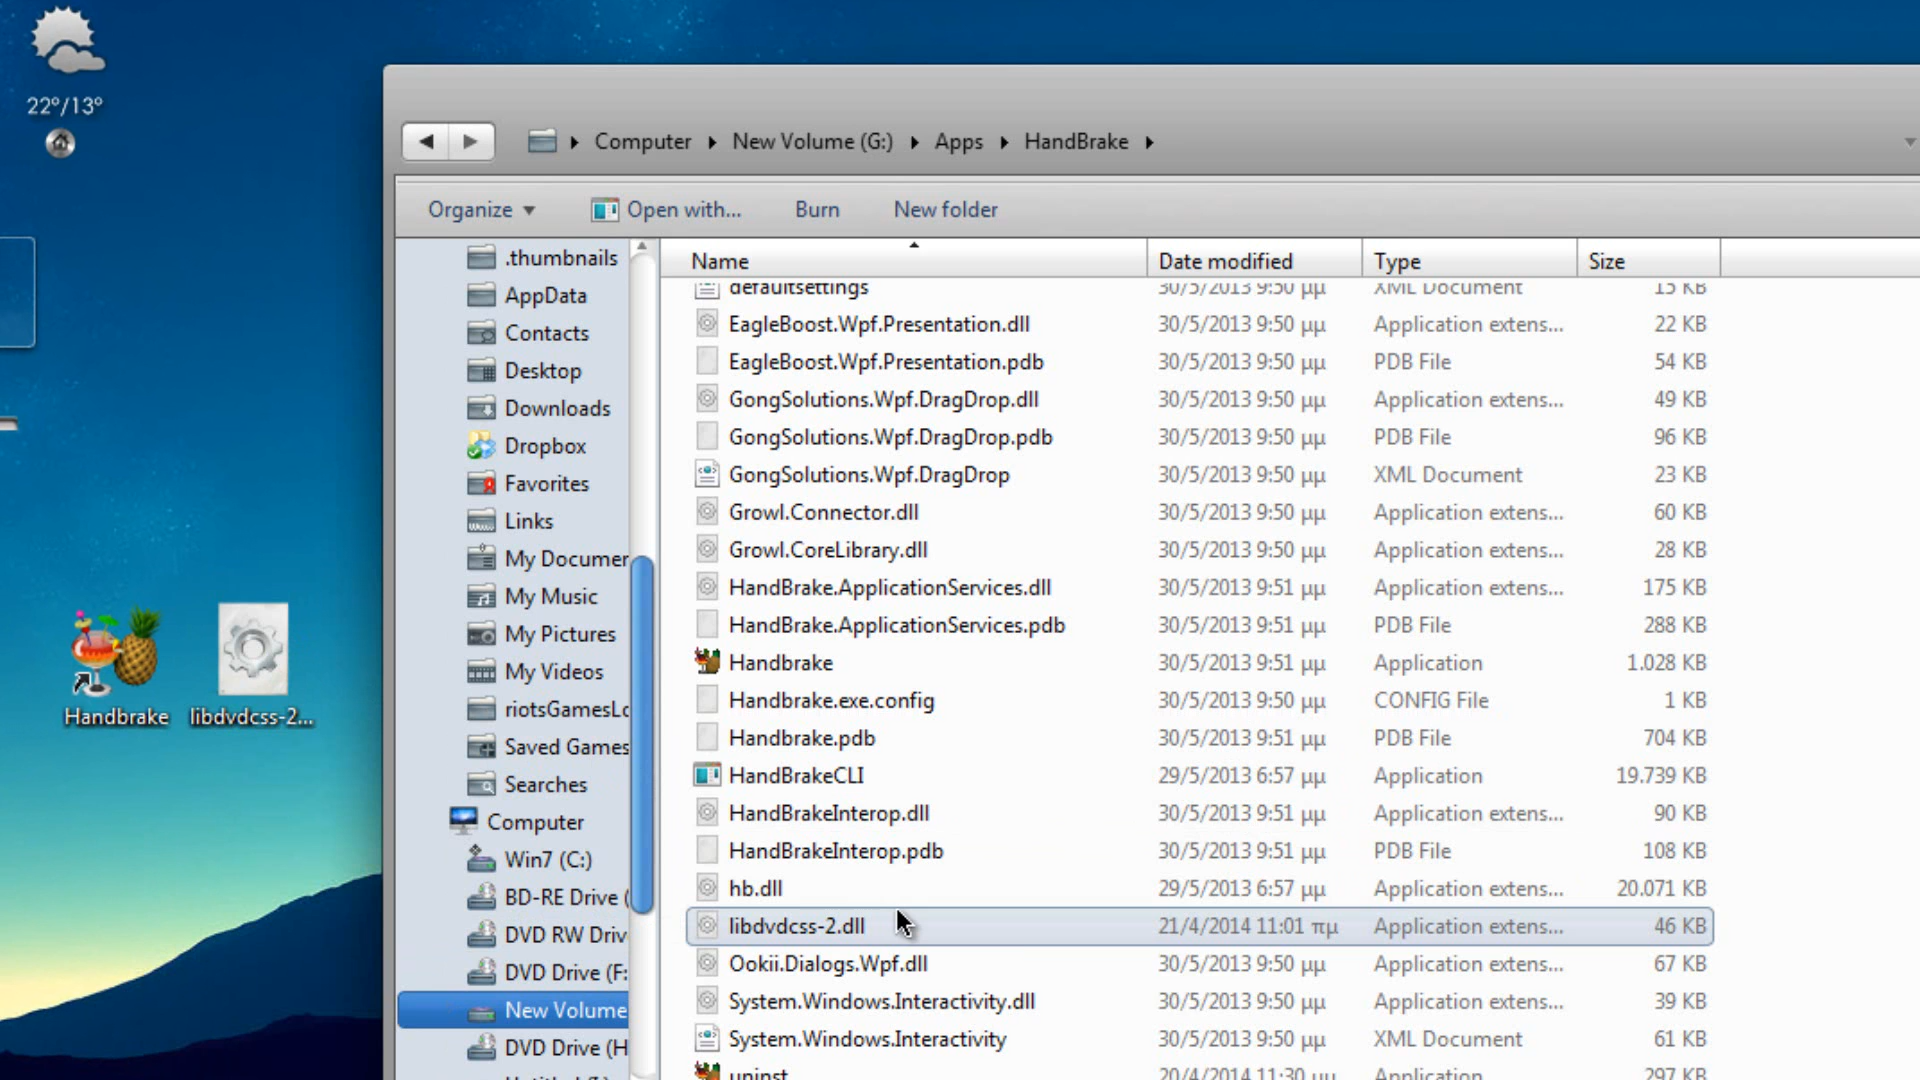 22°/13°
Computer
New Volume (G:)
Apps
HandBrake
Organize
Open with...
Burn
New folder
Name
Date modified
Type
Size
.thumbnails
AppData
Contacts
Desktop
Downloads
Dropbox
Favorites
Links
My Documen
My Music
My Pictures
My Videos
riotsGamesLo
Saved Games
Searches
Computer
Win7 (C:)
BD-RE Drive (
DVD RW Driv
DVD Drive (F:
New Volume
DVD Drive (H
defaultsettings 30/5/2013 9:50 μμ XML Document 15 KB
EagleBoost.Wpf.Presentation.dll 30/5/2013 9:50 μμ Application extens... 22 KB
EagleBoost.Wpf.Presentation.pdb 30/5/2013 9:50 μμ PDB File 54 KB
GongSolutions.Wpf.DragDrop.dll 30/5/2013 9:50 μμ Application extens... 49 KB
GongSolutions.Wpf.DragDrop.pdb 30/5/2013 9:50 μμ PDB File 96 KB
GongSolutions.Wpf.DragDrop 30/5/2013 9:50 μμ XML Document 23 KB
Growl.Connector.dll 30/5/2013 9:50 μμ Application extens... 60 KB
Growl.CoreLibrary.dll 30/5/2013 9:50 μμ Application extens... 28 KB
HandBrake.ApplicationServices.dll 30/5/2013 9:51 μμ Application extens... 175 KB
HandBrake.ApplicationServices.pdb 30/5/2013 9:51 μμ PDB File 288 KB
Handbrake 30/5/2013 9:51 μμ Application 1.028 KB
Handbrake.exe.config 30/5/2013 9:50 μμ CONFIG File 1 KB
Handbrake.pdb 30/5/2013 9:51 μμ PDB File 704 KB
HandBrakeCLI 29/5/2013 6:57 μμ Application 19.739 KB
HandBrakeInterop.dll 30/5/2013 9:51 μμ Application extens... 90 KB
HandBrakeInterop.pdb 30/5/2013 9:51 μμ PDB File 108 KB
hb.dll 29/5/2013 6:57 μμ Application extens... 20.071 KB
libdvdcss-2.dll 21/4/2014 11:01 πμ Application extens... 46 KB
Ookii.Dialogs.Wpf.dll 30/5/2013 9:50 μμ Application extens... 67 KB
System.Windows.Interactivity.dll 30/5/2013 9:50 μμ Application extens... 39 KB
System.Windows.Interactivity 30/5/2013 9:50 μμ XML Document 61 KB
uninst 20/4/2014 11:30 μμ Application 297 KB
Handbrake
libdvdcss-2...